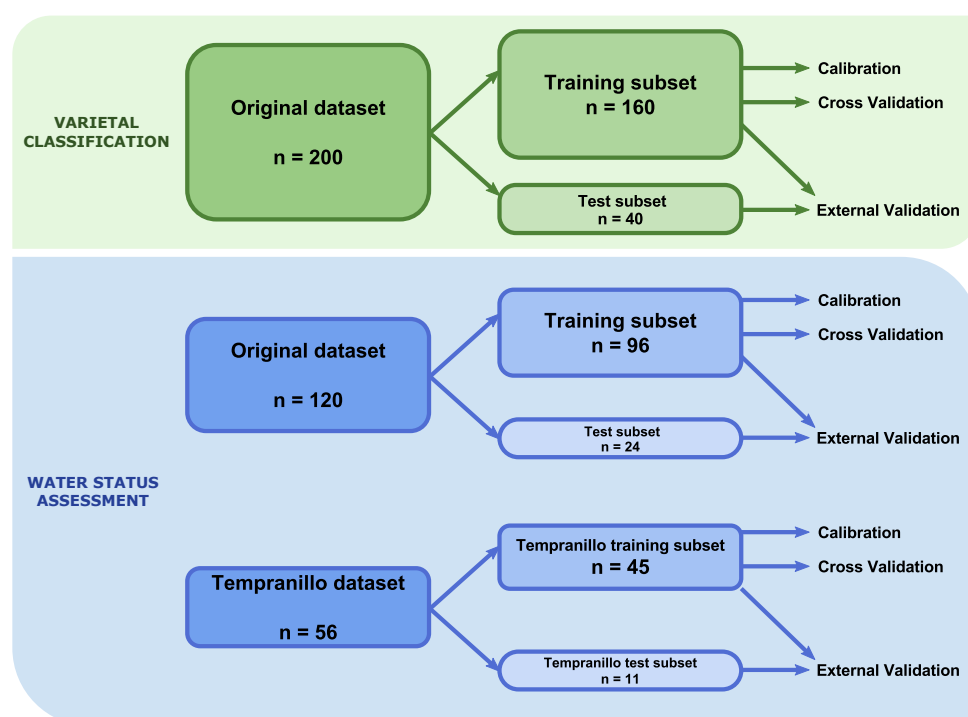 VARIETAL
CLASSIFICATION
Original dataset
n = 200
Training subset
n = 160
Test subset
n = 40
Calibration
Cross Validation
External Validation
WATER STATUS
ASSESSMENT
Original dataset
n = 120
Training subset
n = 96
Test subset
n = 24
Calibration
Cross Validation
External Validation
Tempranillo dataset
n = 56
Tempranillo training subset
n = 45
Tempranillo test subset
n = 11
Calibration
Cross Validation
External Validation